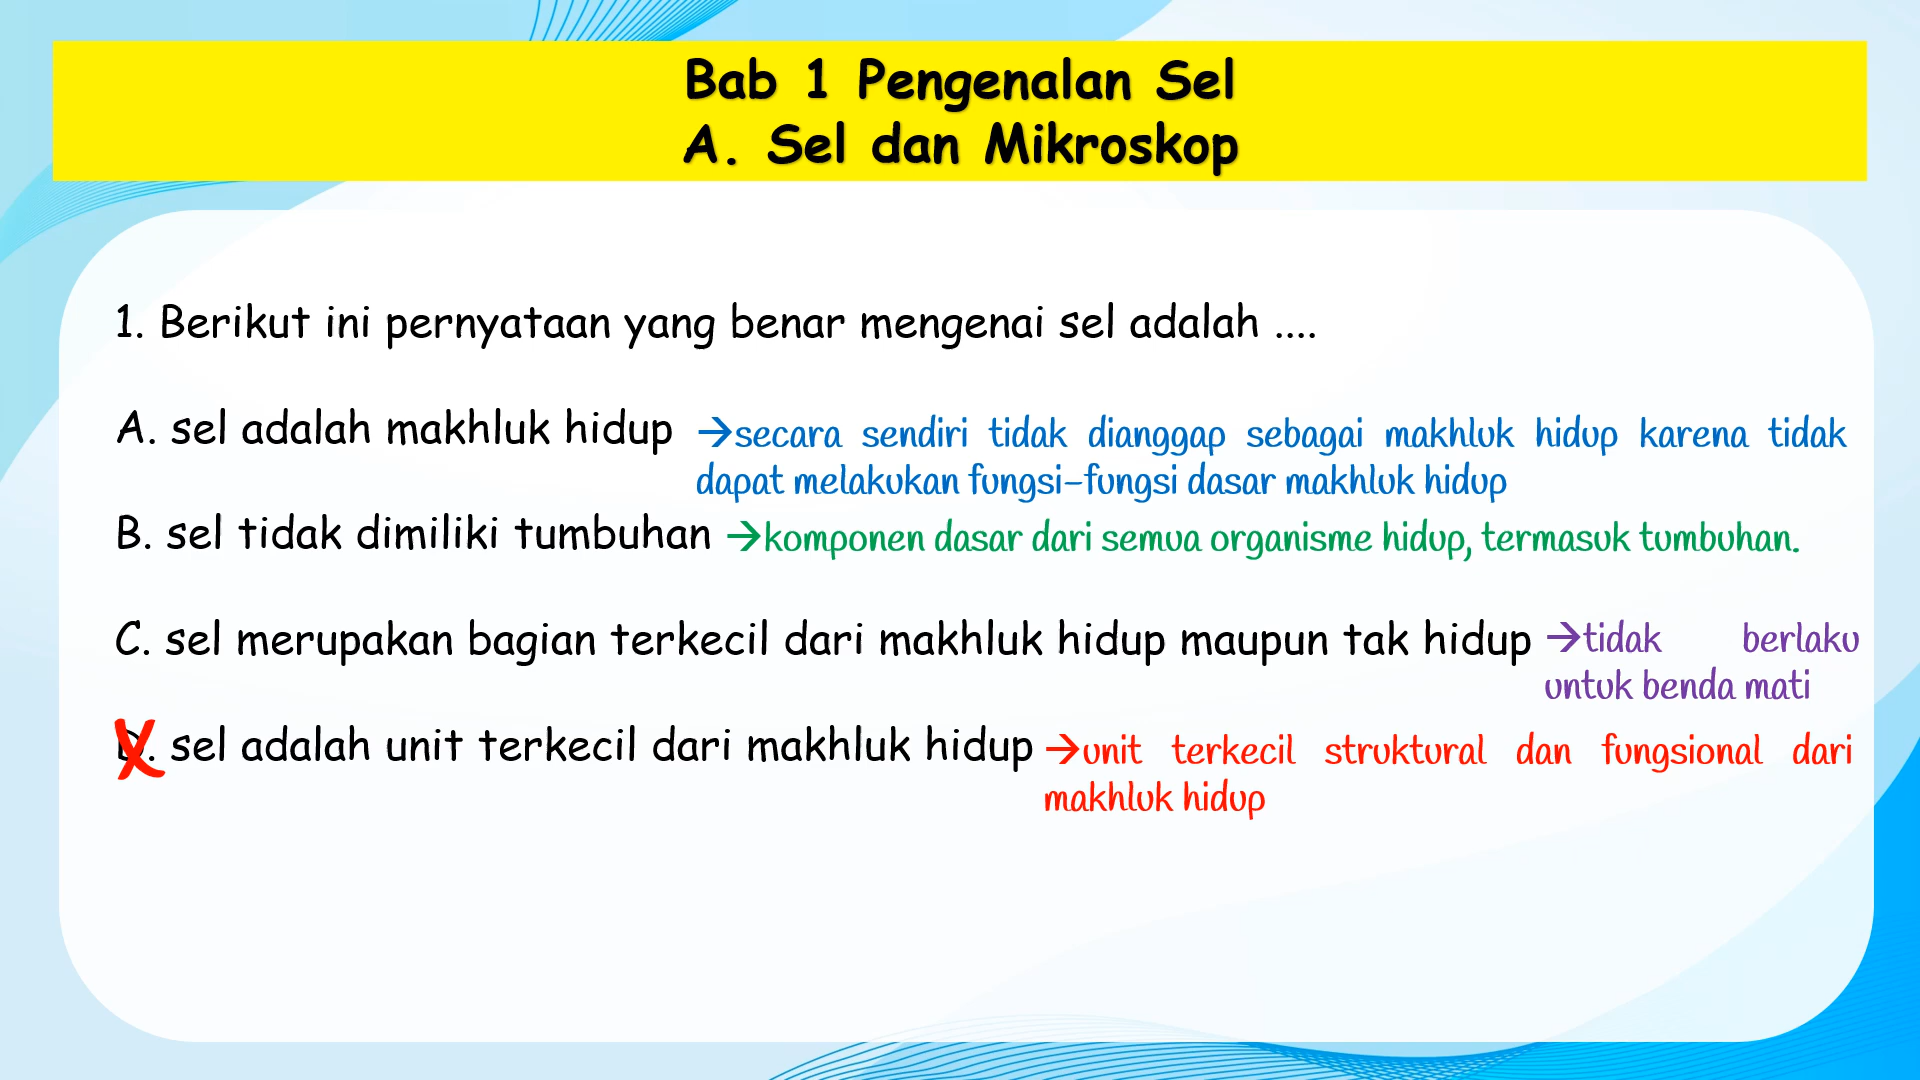 Bab 1 Pengenalan Sel
A. Sel dan Mikroskop
1. Berikut ini pernyataan yang benar mengenai sel adalah ....
A. sel adalah makhluk hidup →secara sendiri tidak dianggap sebagai makhluk hidup karena tidak
dapat melakukan fungsi-fungsi dasar makhluk hidup
B. sel tidak dimiliki tumbuhan →komponen dasar dari semua organisme hidup, termasuk tumbuhan.
C. sel merupakan bagian terkecil dari makhluk hidup maupun tak hidup →tidak berlaku
untuk benda mati
D. sel adalah unit terkecil dari makhluk hidup →unit terkecil struktural dan fungsional dari
makhluk hidup